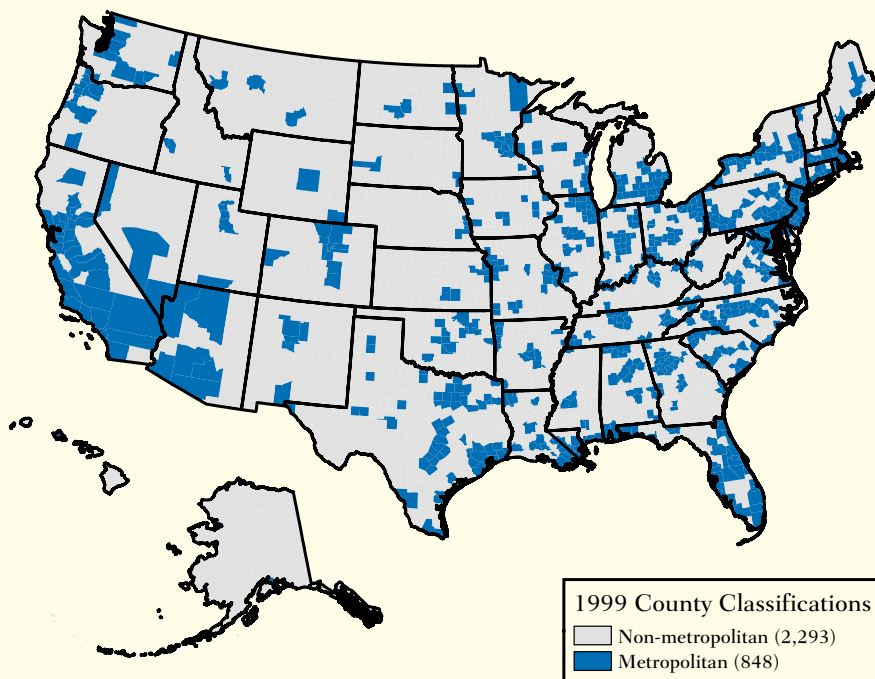 1999 County Classifications
Non-metropolitan (2,293)
Metropolitan (848)